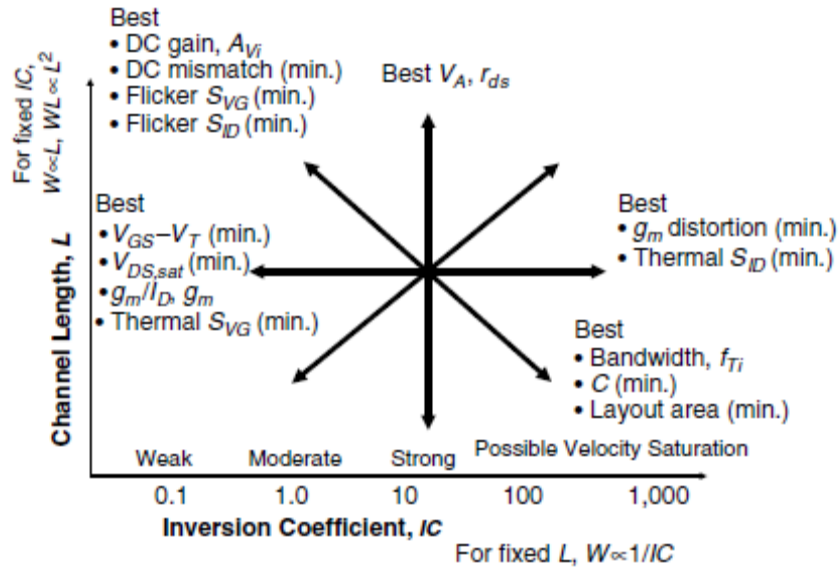 Best
• DC gain, A_Vi
• DC mismatch (min.)
• Flicker S_VG (min.)
• Flicker S_ID (min.)
Best V_A, r_ds
For fixed IC,
W∝L, WL∝L²
Channel Length, L
Best
• V_GS–V_T (min.)
• V_DS,sat (min.)
• g_m/I_D, g_m
• Thermal S_VG (min.)
Best
• g_m distortion (min.)
• Thermal S_ID (min.)
Best
• Bandwidth, f_Ti
• C (min.)
• Layout area (min.)
Weak Moderate Strong Possible Velocity Saturation
0.1 1.0 10 100 1,000
Inversion Coefficient, IC
For fixed L, W∝1/IC